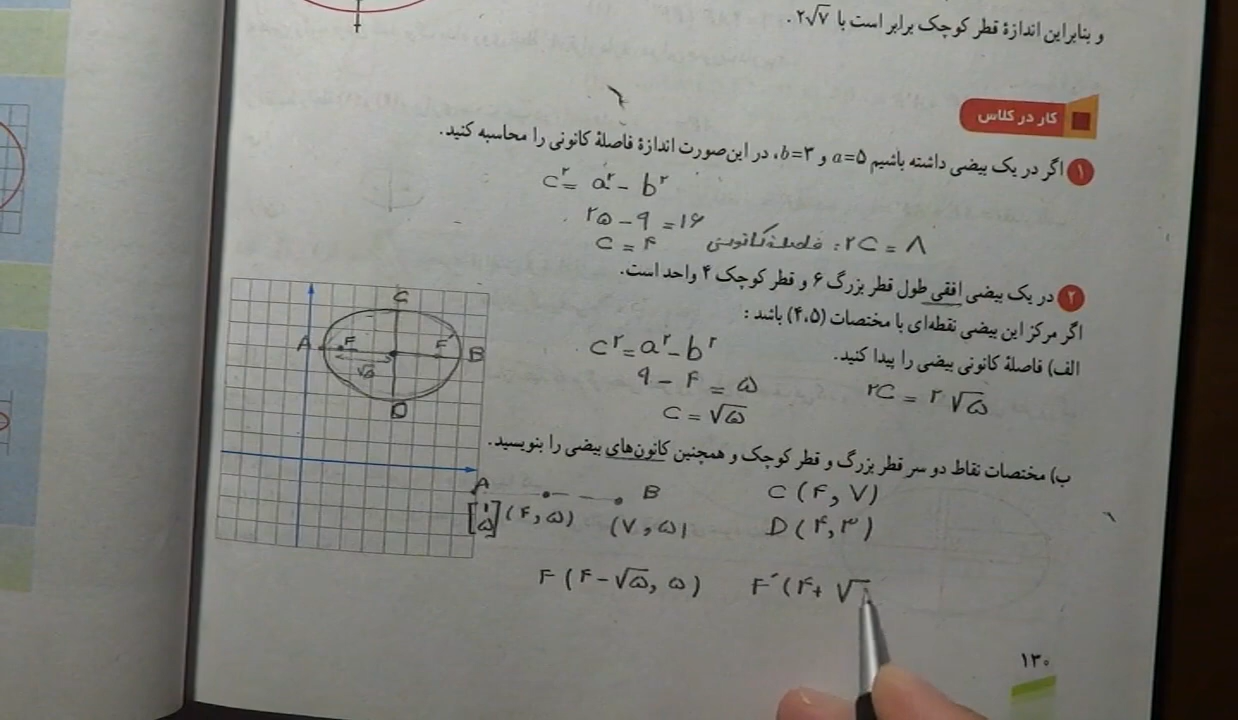 و بنابراین اندازهٔ قطر کوچک برابر است با ۲√۷ .
کار در کلاس
۱ اگر در یک بیضی داشته باشیم a=۵ و b=۳، در این‌صورت اندازهٔ فاصلهٔ کانونی را محاسبه کنید.
c² = a² - b²
۲۵ - ۹ = ۱۶
c = ۴
فاصلهٔ کانونی : ۲c = ۸
۲ در یک بیضی افقی طول قطر بزرگ ۶ و قطر کوچک ۴ واحد است.
اگر مرکز این بیضی نقطه‌ای با مختصات (۴،۵) باشد :
الف) فاصلهٔ کانونی بیضی را پیدا کنید.
c² = a² - b²
۹ - ۴ = ۵
c = √۵
۲c = ۲√۵
C
A F F' B
√۵
D
ب) مختصات نقاط دو سر قطر بزرگ و قطر کوچک و همچنین کانون‌های بیضی را بنویسید.
A B C (۴, ۷)
[۱ ۵] (۴, ۵) (۷, ۵) D (۴, ۳)
F (۴-√۵, ۵) F' (۴+ √
۱۳۰